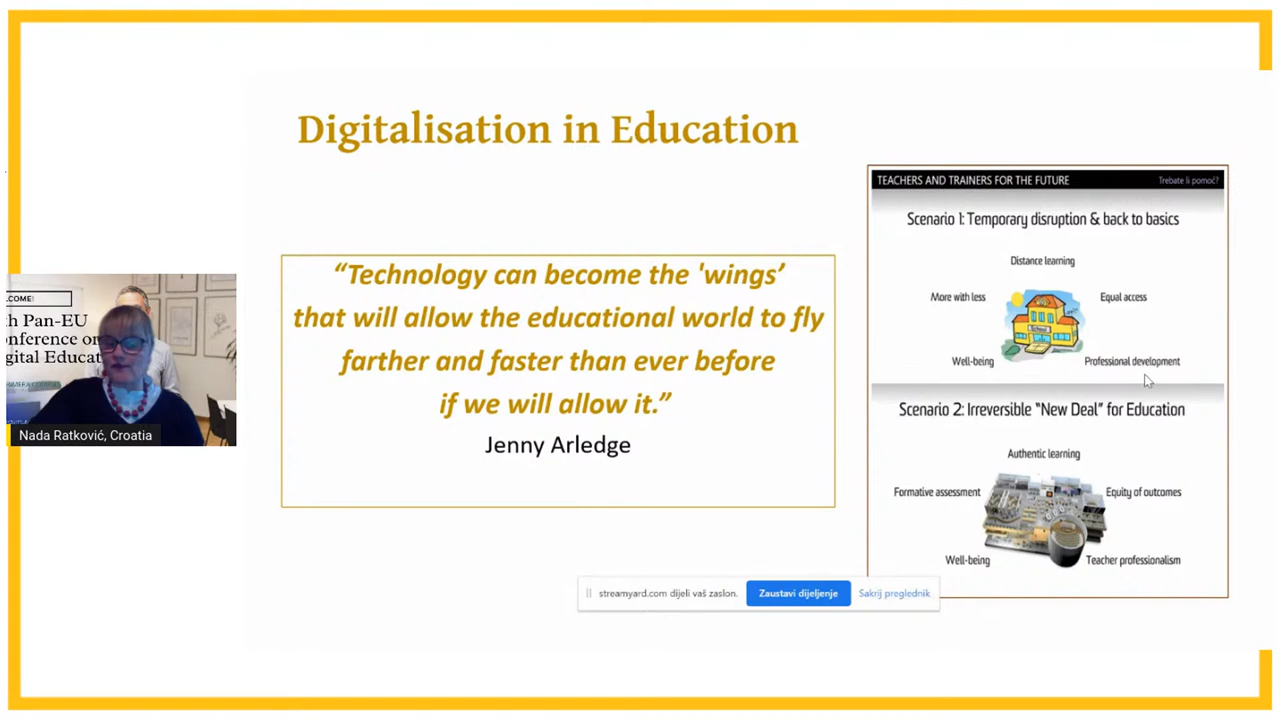 Digitalisation in Education
“Technology can become the 'wings’
that will allow the educational world to fly
farther and faster than ever before
if we will allow it.”
Jenny Arledge
TEACHERS AND TRAINERS FOR THE FUTURE
Trebate li pomoć?
Scenario 1: Temporary disruption & back to basics
Distance learning
More with less
Equal access
Well-being
Professional development
Scenario 2: Irreversible “New Deal” for Education
Authentic learning
Formative assessment
Equity of outcomes
Well-being
Teacher professionalism
Pan-EU
Nada Ratković, Croatia
streamyard.com dijeli vaš zaslon.
Zaustavi dijeljenje
Sakrij preglednik